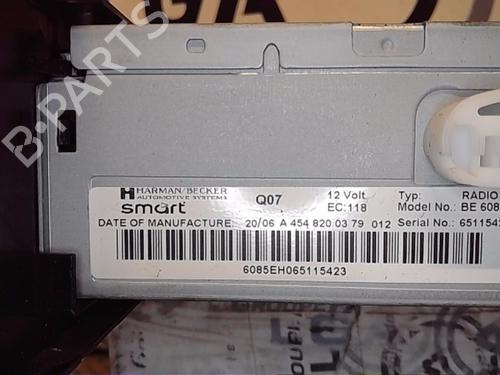 B-PARTS
HARMAN/BECKER
AUTOMOTIVE SYSTEMS
smart
Q07
12 Volt
EC:118
Typ: RADIO
Model No.: BE 608
DATE OF MANUFACTURE: 20/06 A 454 820 03 79 012 Serial No.: 6511542
6085EH065115423